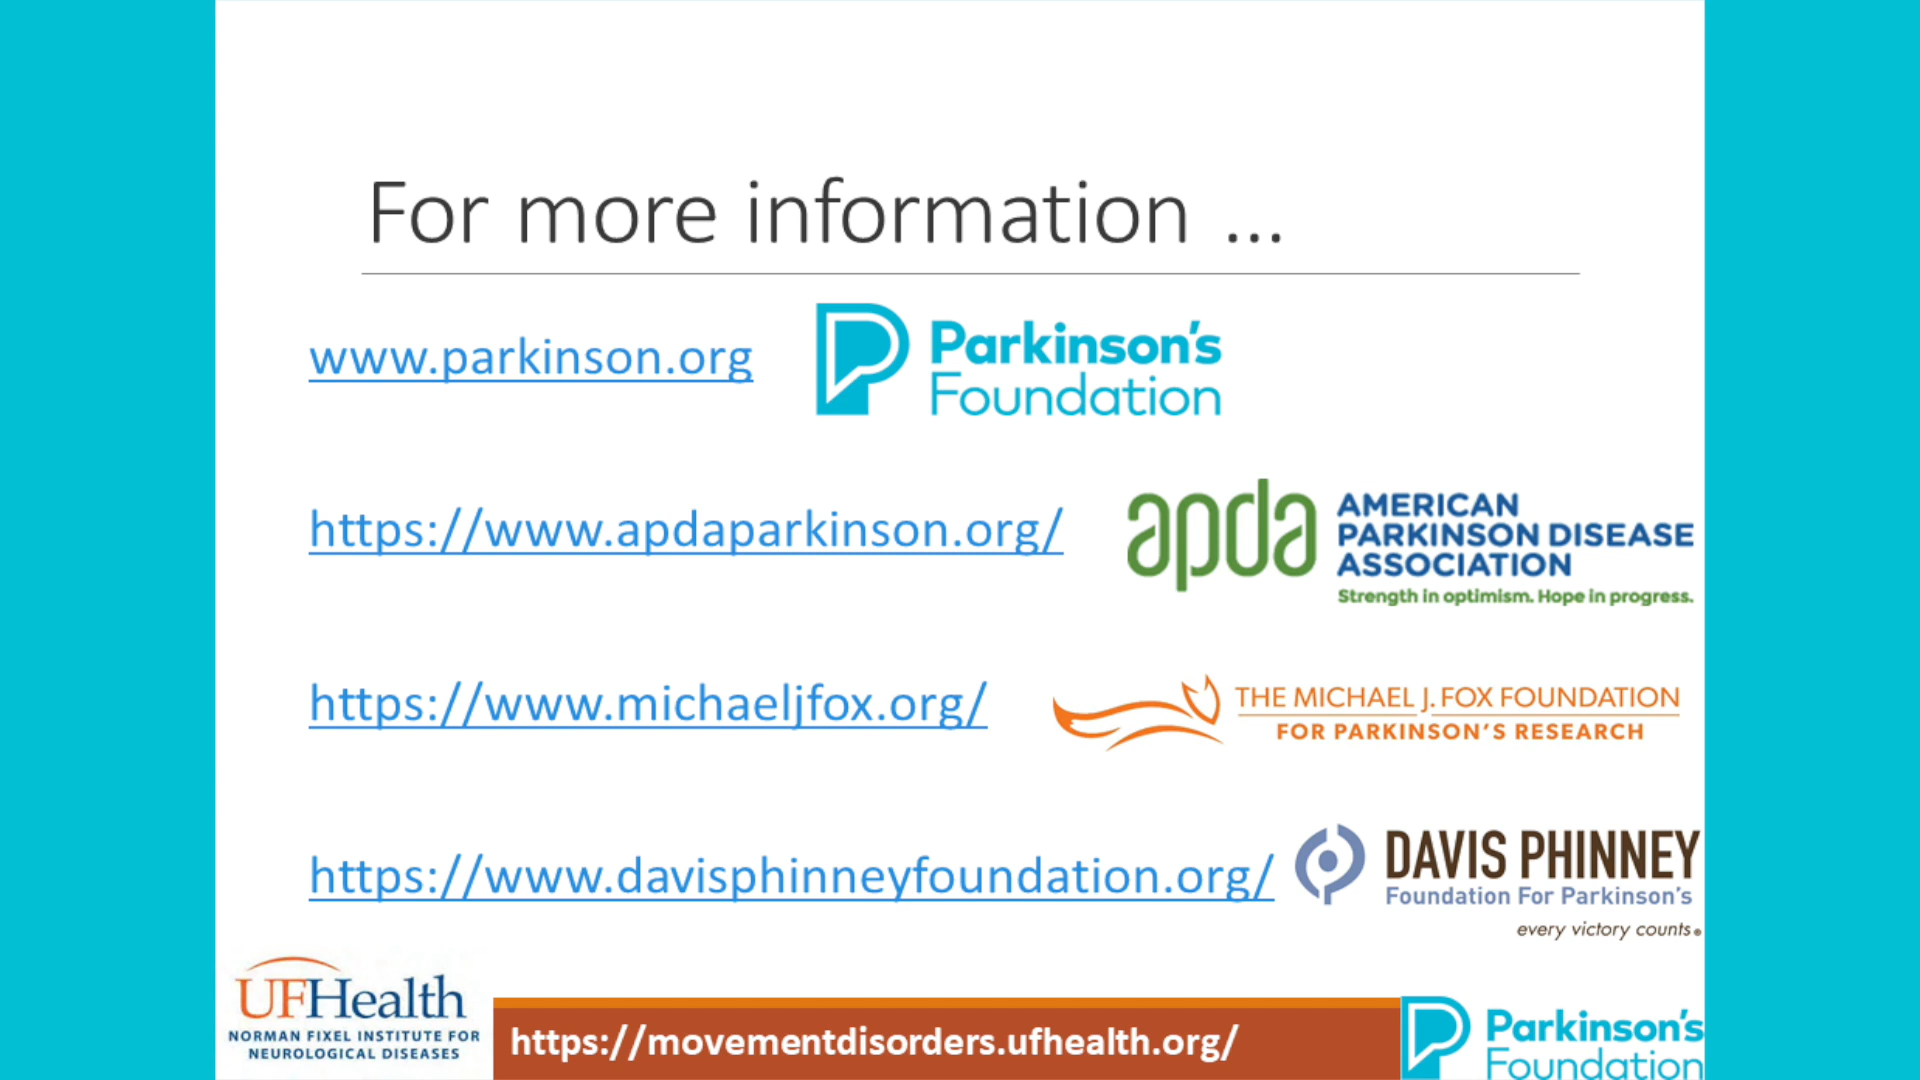 For more information ...
www.parkinson.org
Parkinson's
Foundation
https://www.apdaparkinson.org/
apda
AMERICAN
PARKINSON DISEASE
ASSOCIATION
Strength in optimism. Hope in progress.
https://www.michaeljfox.org/
THE MICHAEL J. FOX FOUNDATION
FOR PARKINSON'S RESEARCH
https://www.davisphinneyfoundation.org/
DAVIS PHINNEY
Foundation For Parkinson's
every victory counts®
UFHealth
NORMAN FIXEL INSTITUTE FOR
NEUROLOGICAL DISEASES
https://movementdisorders.ufhealth.org/
Parkinson's
Foundation